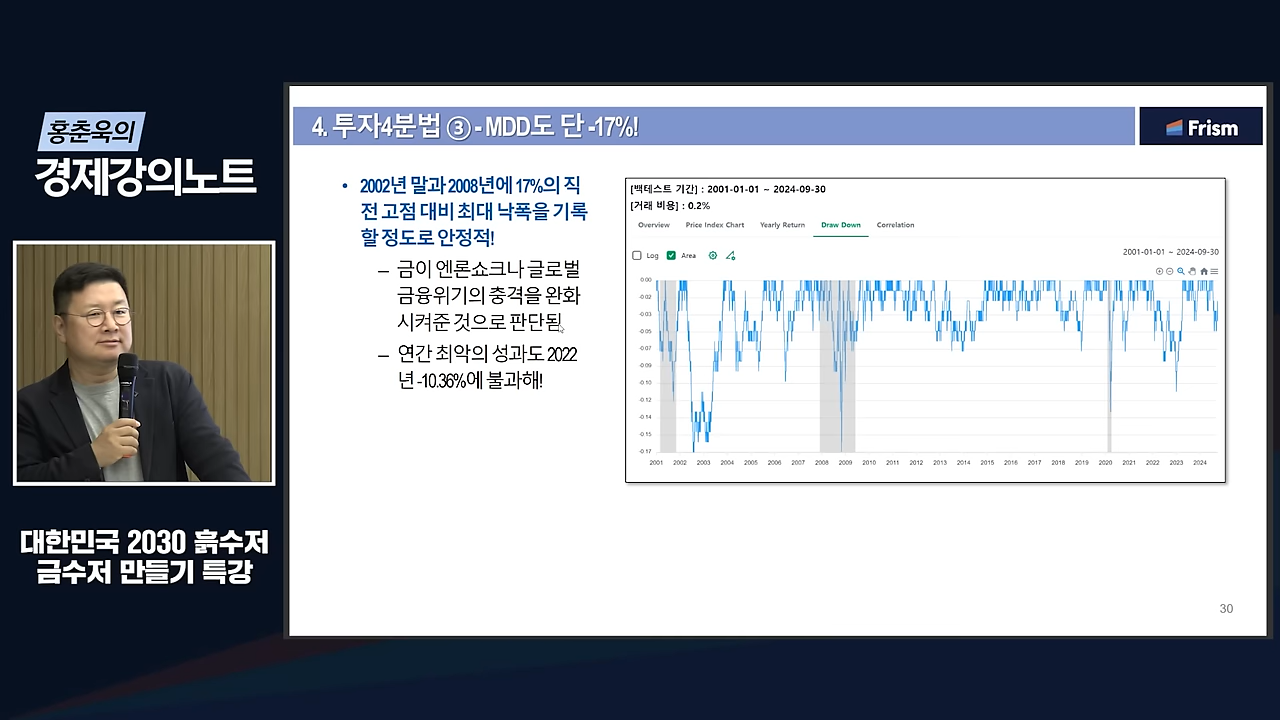 홍춘욱의
경제강의노트
대한민국 2030 흙수저
금수저 만들기 특강
4. 투자4분법 ③ - MDD도 단 -17%!
Frism
• 2002년 말과 2008년에 17%의 직
전 고점 대비 최대 낙폭을 기록
할 정도로 안정적!
– 금이 엔론쇼크나 글로벌
금융위기의 충격을 완화
시켜준 것으로 판단됨
– 연간 최악의 성과도 2022
년 -10.36%에 불과해!
[백테스트 기간] : 2001-01-01 ~ 2024-09-30
[거래 비용] : 0.2%
Overview Price Index Chart Yearly Return Draw Down Correlation
2001-01-01 ~ 2024-09-30
Log Area
0.00
-0.02
-0.03
-0.05
-0.07
-0.09
-0.10
-0.12
-0.14
-0.15
-0.17
2001 2002 2003 2004 2005 2006 2007 2008 2009 2010 2011 2012 2013 2014 2015 2016 2017 2018 2019 2020 2021 2022 2023 2024
30